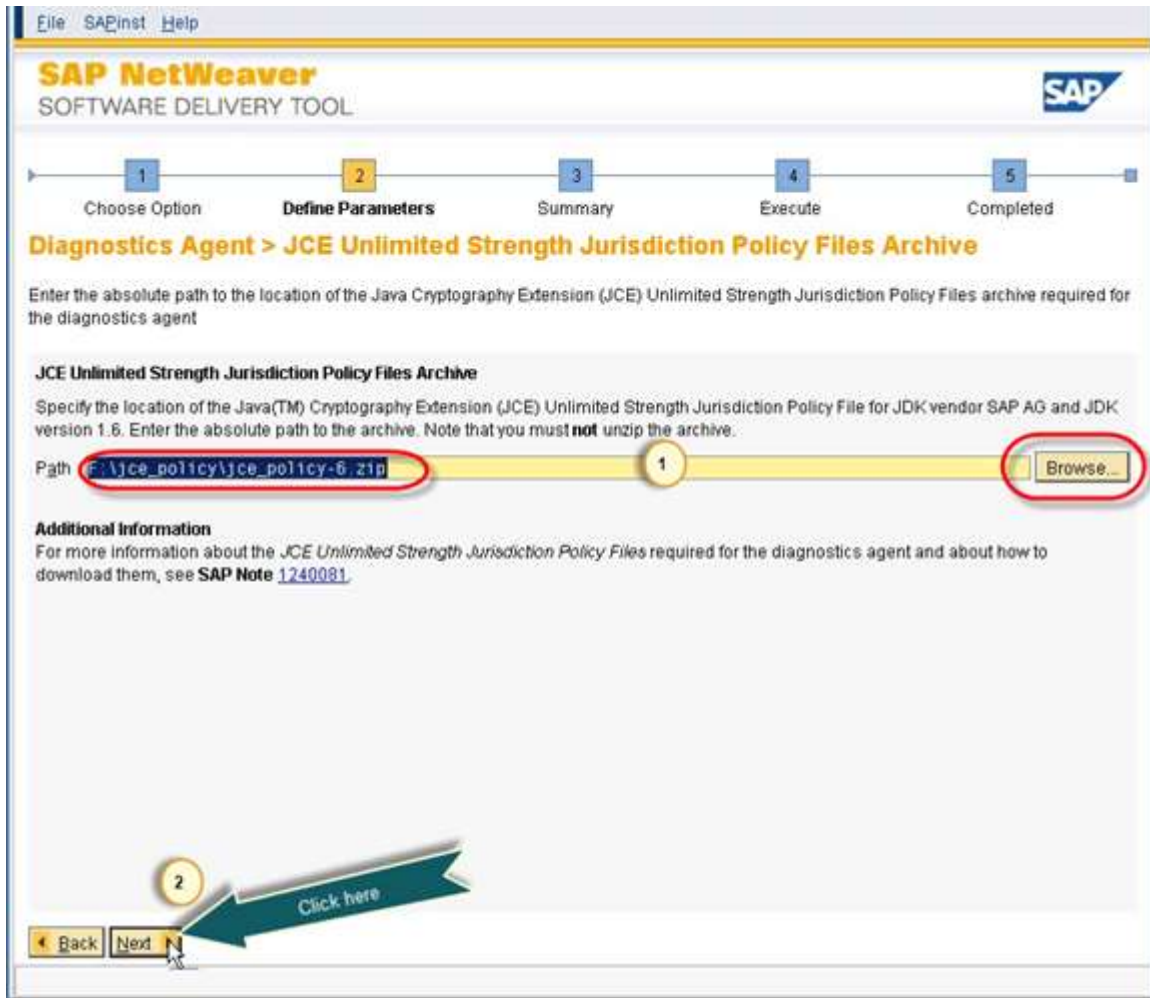 File SAPinst Help
SAP NetWeaver
SOFTWARE DELIVERY TOOL
SAP
1 2 3 4 5
Choose Option Define Parameters Summary Execute Completed
Diagnostics Agent > JCE Unlimited Strength Jurisdiction Policy Files Archive
Enter the absolute path to the location of the Java Cryptography Extension (JCE) Unlimited Strength Jurisdiction Policy Files archive required for
the diagnostics agent
JCE Unlimited Strength Jurisdiction Policy Files Archive
Specify the location of the Java(TM) Cryptography Extension (JCE) Unlimited Strength Jurisdiction Policy File for JDK vendor SAP AG and JDK
version 1.6. Enter the absolute path to the archive. Note that you must not unzip the archive.
Path F:\jce_policy\jce_policy-6.zip 1 Browse...
Additional Information
For more information about the JCE Unlimited Strength Jurisdiction Policy Files required for the diagnostics agent and about how to
download them, see SAP Note 1240081.
2
Click here
Back Next